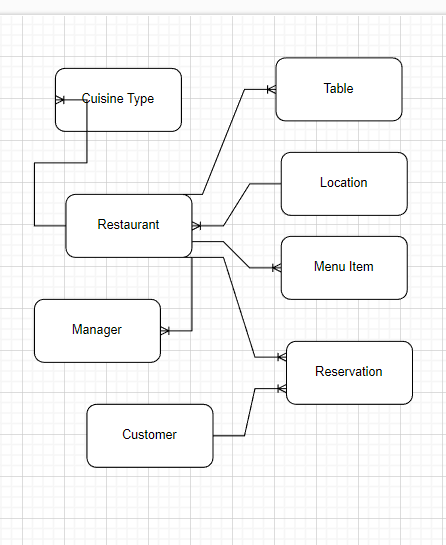 Cuisine Type
Table
Location
Restaurant
Menu Item
Manager
Reservation
Customer